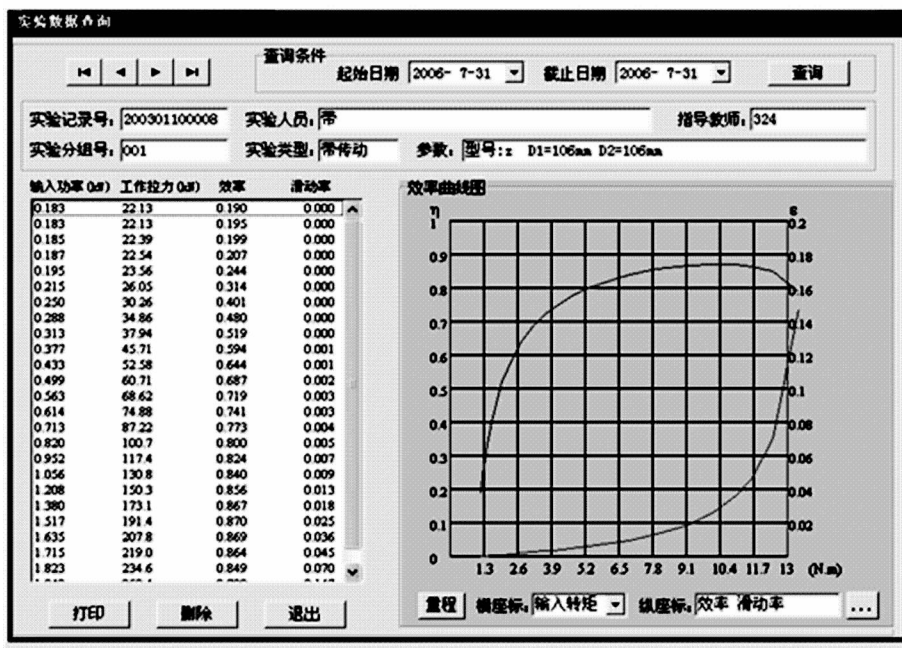 实验数据查询
查询条件
起始日期 2006- 7-31 截止日期 2006- 7-31 查询
实验记录号: 200301100008 实验人员: 带 指导教师: 324
实验分组号: 001 实验类型: 带传动 参数: 型号:z D1=106mm D2=106mm
输入功率(kW) 工作拉力(kW) 效率 滑动率
0.183 22.13 0.190 0.000
0.183 22.13 0.195 0.000
0.185 22.39 0.199 0.000
0.187 22.54 0.207 0.000
0.195 23.56 0.244 0.000
0.215 26.05 0.314 0.000
0.250 30.26 0.401 0.000
0.288 34.86 0.480 0.000
0.313 37.94 0.519 0.000
0.377 45.71 0.594 0.001
0.433 52.58 0.644 0.001
0.499 60.71 0.687 0.002
0.563 68.62 0.719 0.003
0.614 74.88 0.741 0.003
0.713 87.22 0.773 0.004
0.820 100.7 0.800 0.005
0.952 117.4 0.824 0.007
1.056 130.8 0.840 0.009
1.208 150.3 0.856 0.013
1.380 173.1 0.867 0.018
1.517 191.4 0.870 0.025
1.635 207.8 0.869 0.036
1.715 219.0 0.864 0.045
1.823 234.6 0.849 0.070
打印 删除 退出
效率曲线图
η ε
1 0.2
0.9 0.18
0.8 0.16
0.7 0.14
0.6 0.12
0.5 0.1
0.4 0.08
0.3 0.06
0.2 0.04
0.1 0.02
0
1.3 2.6 3.9 5.2 6.5 7.8 9.1 10.4 11.7 13 (N.m)
量程 横座标: 输入转矩 纵座标: 效率 滑动率 ...